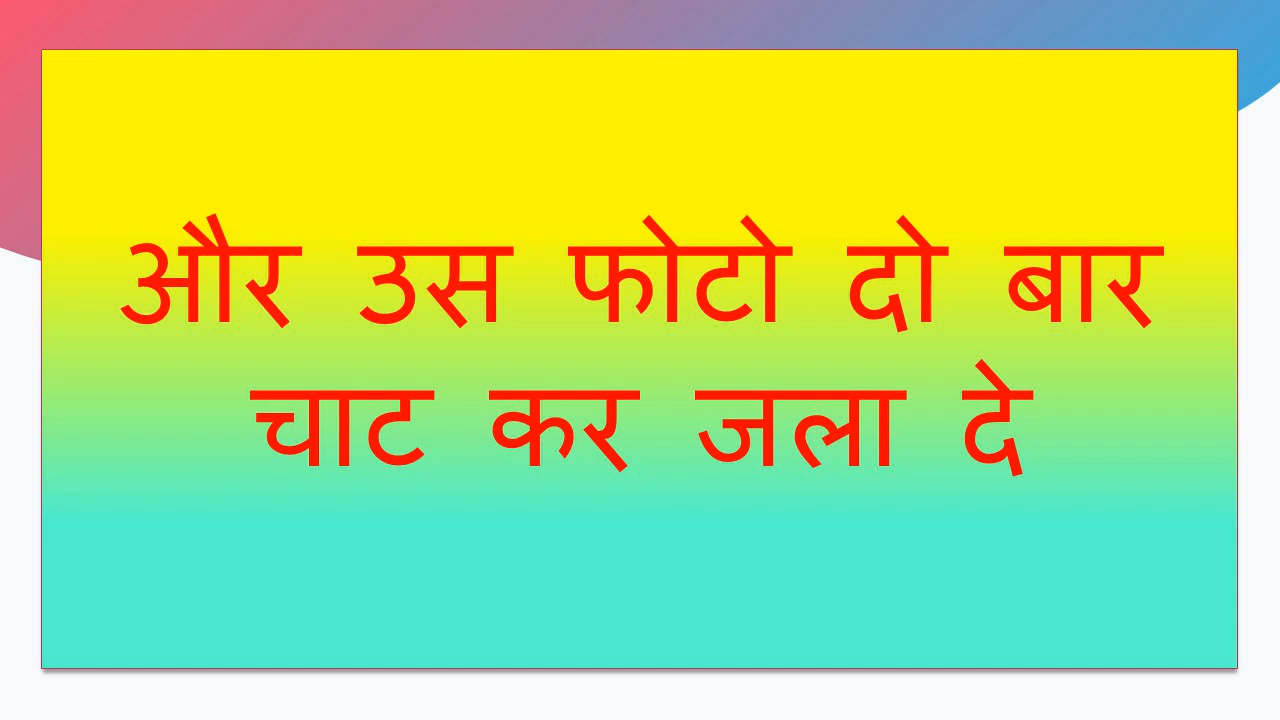 और उस फोटो दो बार
चाट कर जला दे